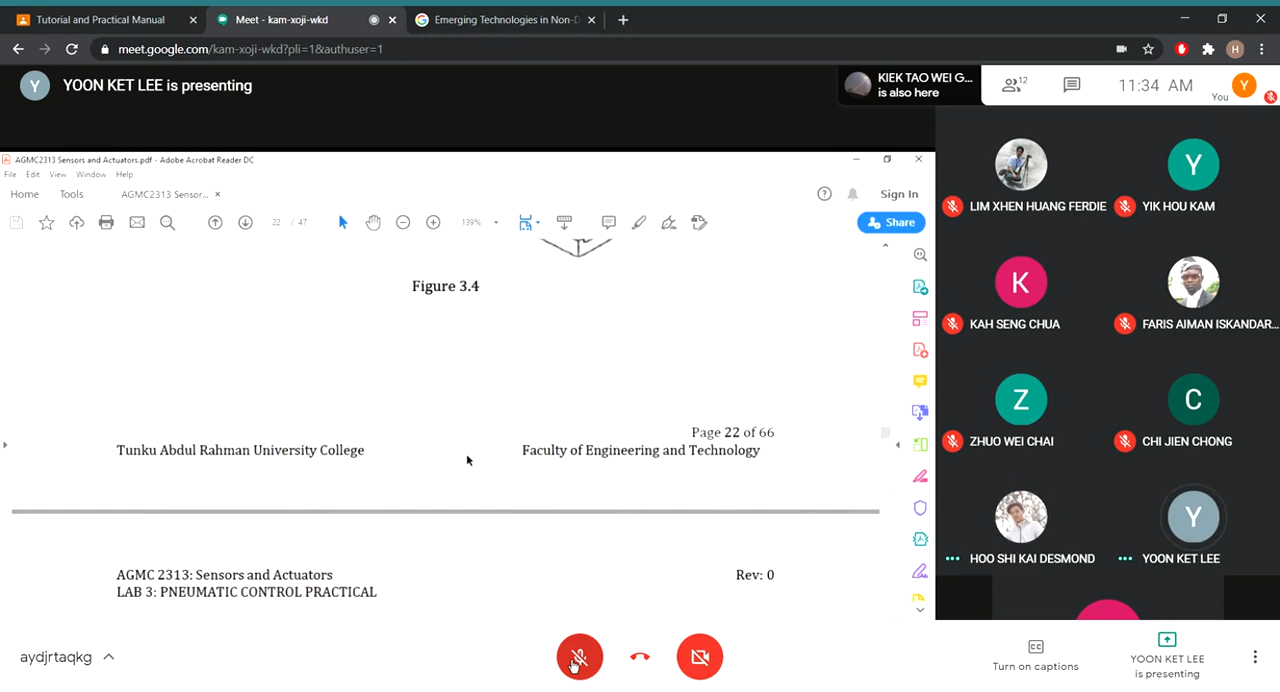 Tutorial and Practical Manual
Meet - kam-xoji-wkd
Emerging Technologies in Non-D
meet.google.com/kam-xoji-wkd?pli=1&authuser=1
H
Y
YOON KET LEE is presenting
KIEK TAO WEI G...
is also here
12
11:34 AM
You
Y
AGMC2313 Sensors and Actuators.pdf - Adobe Acrobat Reader DC
File Edit View Window Help
Home Tools AGMC2313 Sensor... ×
Sign In
22 / 47
139%
Share
Figure 3.4
Page 22 of 66
Tunku Abdul Rahman University College
Faculty of Engineering and Technology
AGMC 2313: Sensors and Actuators
Rev: 0
LAB 3: PNEUMATIC CONTROL PRACTICAL
LIM XHEN HUANG FERDIE
Y
YIK HOU KAM
K
KAH SENG CHUA
FARIS AIMAN ISKANDAR...
Z
ZHUO WEI CHAI
C
CHI JIEN CHONG
HOO SHI KAI DESMOND
Y
YOON KET LEE
aydjrtaqkg
CC
Turn on captions
YOON KET LEE
is presenting